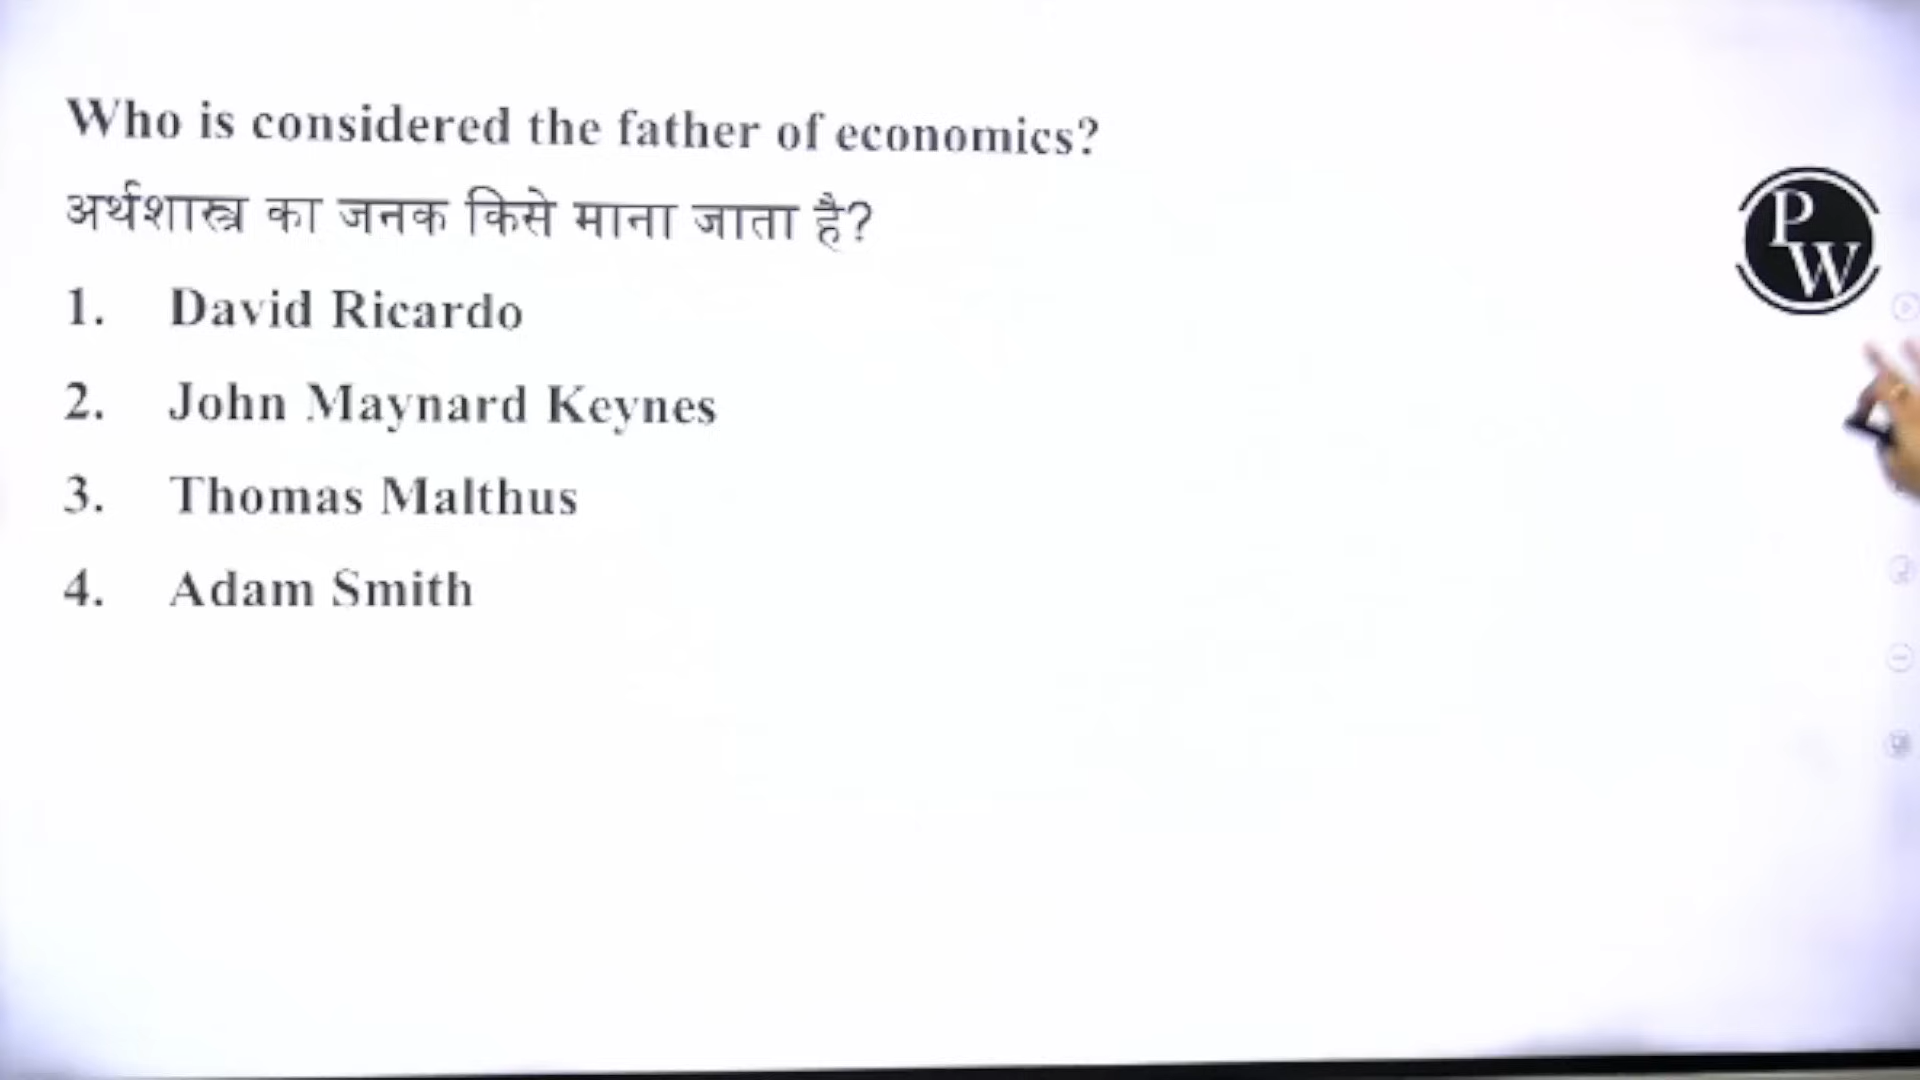 Who is considered the father of economics?
अर्थशास्त्र का जनक किसे माना जाता है?
1. David Ricardo
2. John Maynard Keynes
3. Thomas Malthus
4. Adam Smith
PW